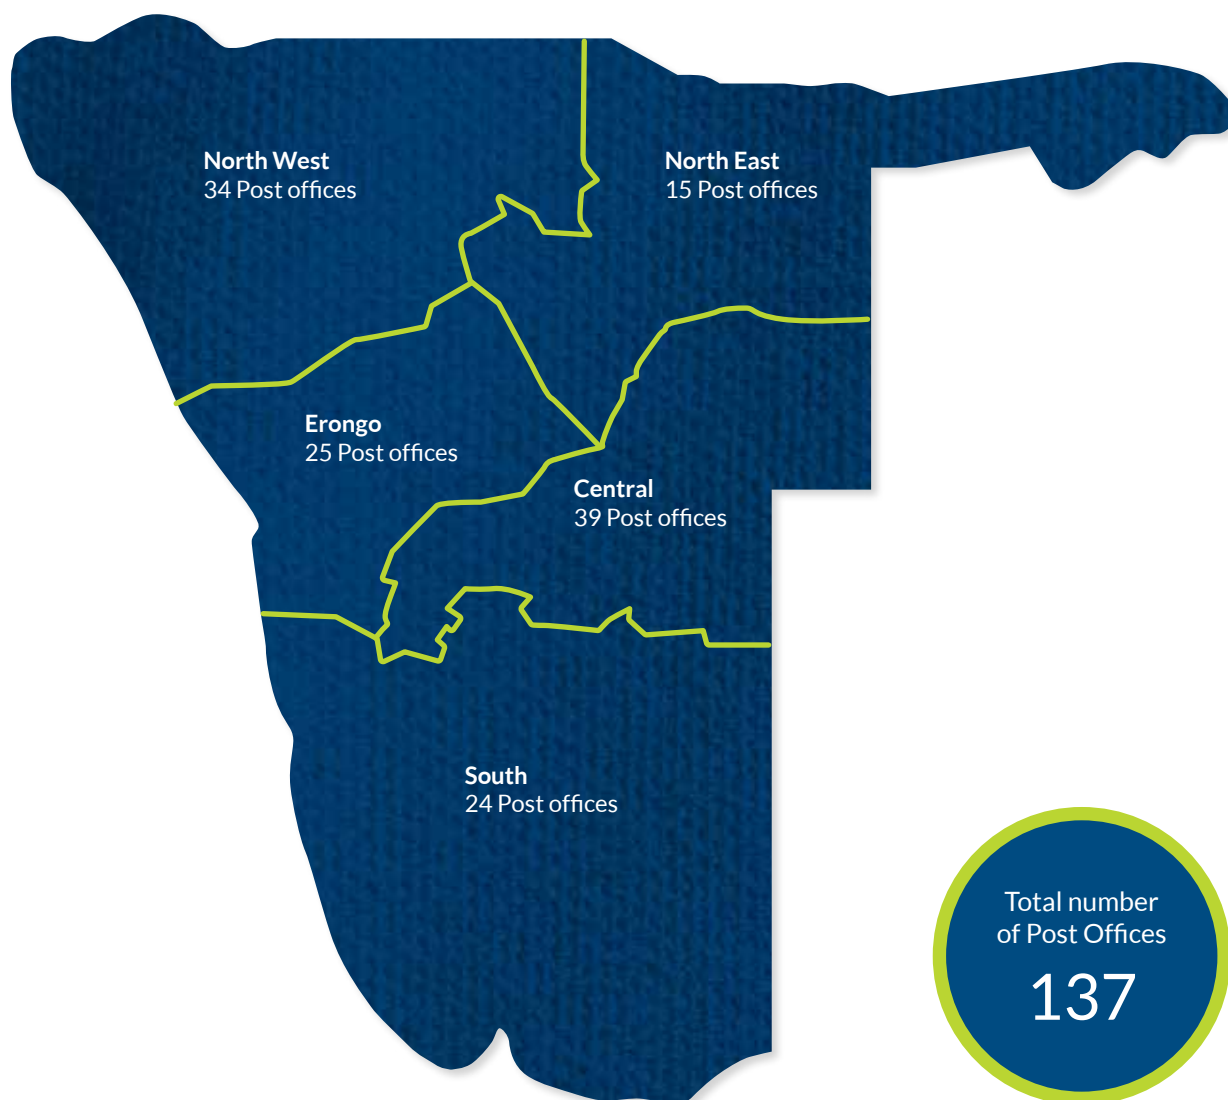 North West
34 Post offices
North East
15 Post offices
Erongo
25 Post offices
Central
39 Post offices
South
24 Post offices
Total number
of Post Offices
137